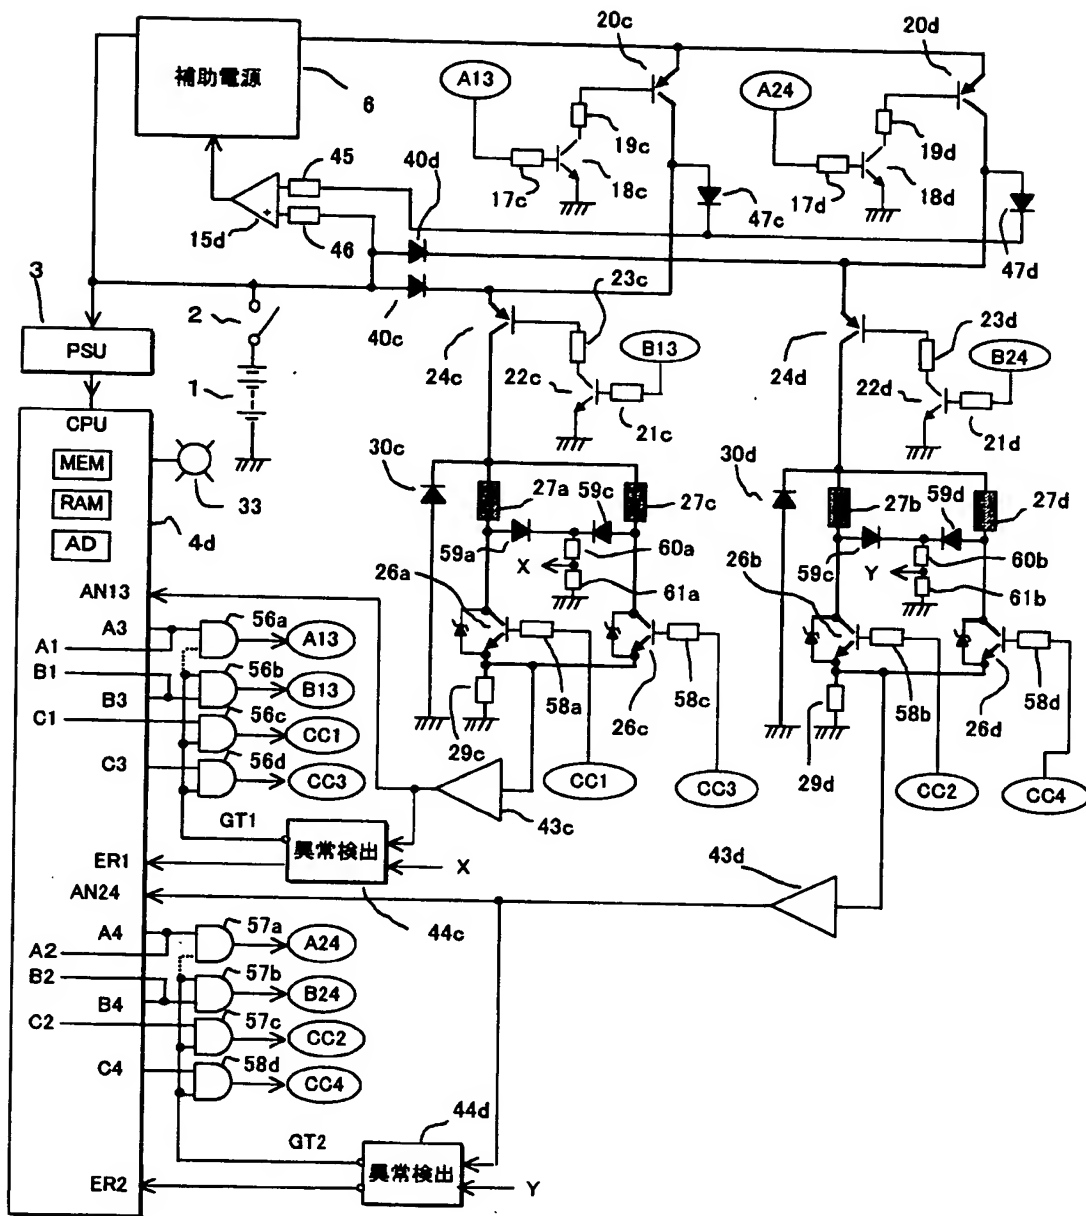 20c
20d
補助電源
6
A13
A24
19c
19d
45
40d
17c
18c
47c
17d
18d
47d
15d
46
+
3
2
PSU
40c
23c
24c
22c
B13
21c
24d
23d
22d
B24
21d
1
CPU
MEM
RAM
AD
33
4d
30c
27a
59c
27c
59a
60a
X
61a
26a
58a
26c
58c
29c
CC1
CC3
43c
30d
27b
59d
27d
59c
60b
Y
61b
26b
58b
26d
58d
29d
CC2
CC4
43d
AN13
A3
A1
56a
A13
B1
B3
56b
B13
C1
56c
CC1
C3
56d
CC3
GT1
異常検出
X
ER1
44c
AN24
A4
A2
57a
A24
B2
B4
57b
B24
C2
57c
CC2
C4
58d
CC4
44d
GT2
異常検出
Y
ER2